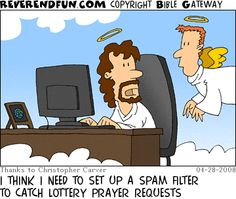 REVERENDFUN.COM COPYRIGHT BIBLE GATEWAY
Thanks to Christopher Carver 04-28-2008
I THINK I NEED TO SET UP A SPAM FILTER
TO CATCH LOTTERY PRAYER REQUESTS